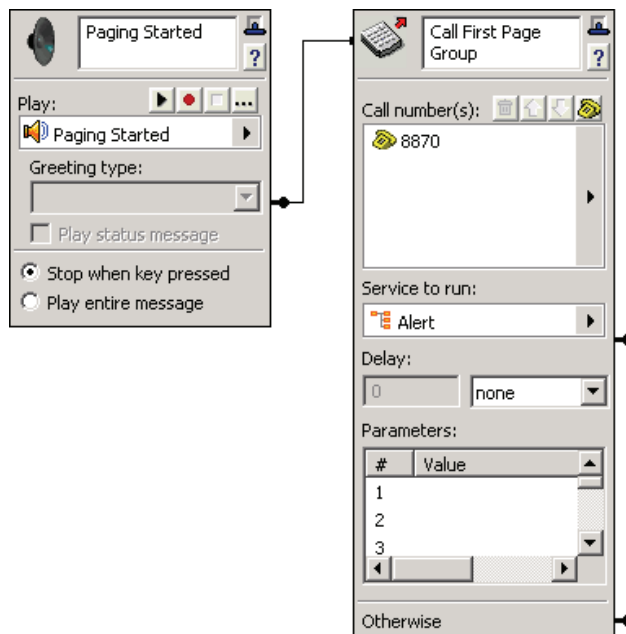 Paging Started
?
Play:
...
Paging Started
Greeting type:
Play status message
Stop when key pressed
Play entire message
Call First Page
Group
?
Call number(s):
8870
Service to run:
Alert
Delay:
0 none
Parameters:
# Value
1
2
3
Otherwise